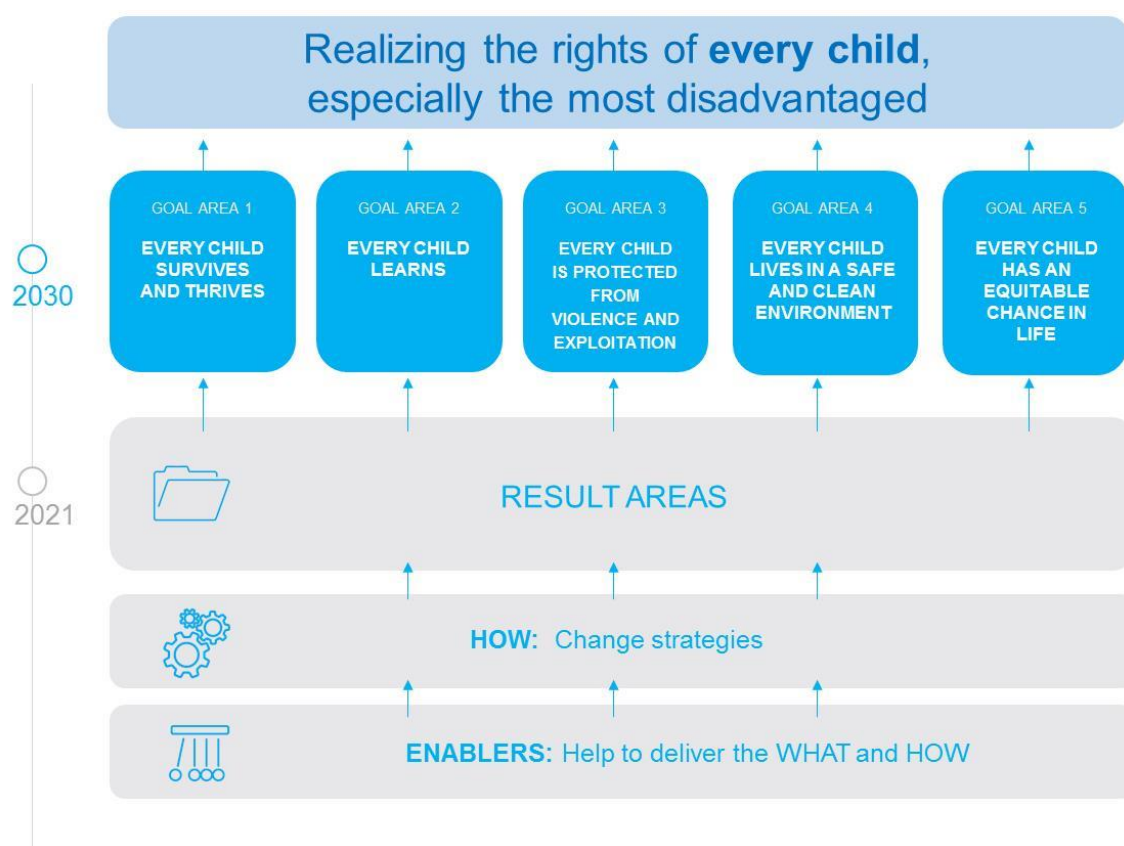 Realizing the rights of every child,
especially the most disadvantaged
GOAL AREA 1
EVERY CHILD
SURVIVES
AND THRIVES
GOAL AREA 2
EVERY CHILD
LEARNS
GOAL AREA 3
EVERY CHILD
IS PROTECTED
FROM
VIOLENCE AND
EXPLOITATION
GOAL AREA 4
EVERY CHILD
LIVES IN A SAFE
AND CLEAN
ENVIRONMENT
GOAL AREA 5
EVERY CHILD
HAS AN
EQUITABLE
CHANCE IN
LIFE
2030
RESULT AREAS
2021
HOW: Change strategies
ENABLERS: Help to deliver the WHAT and HOW